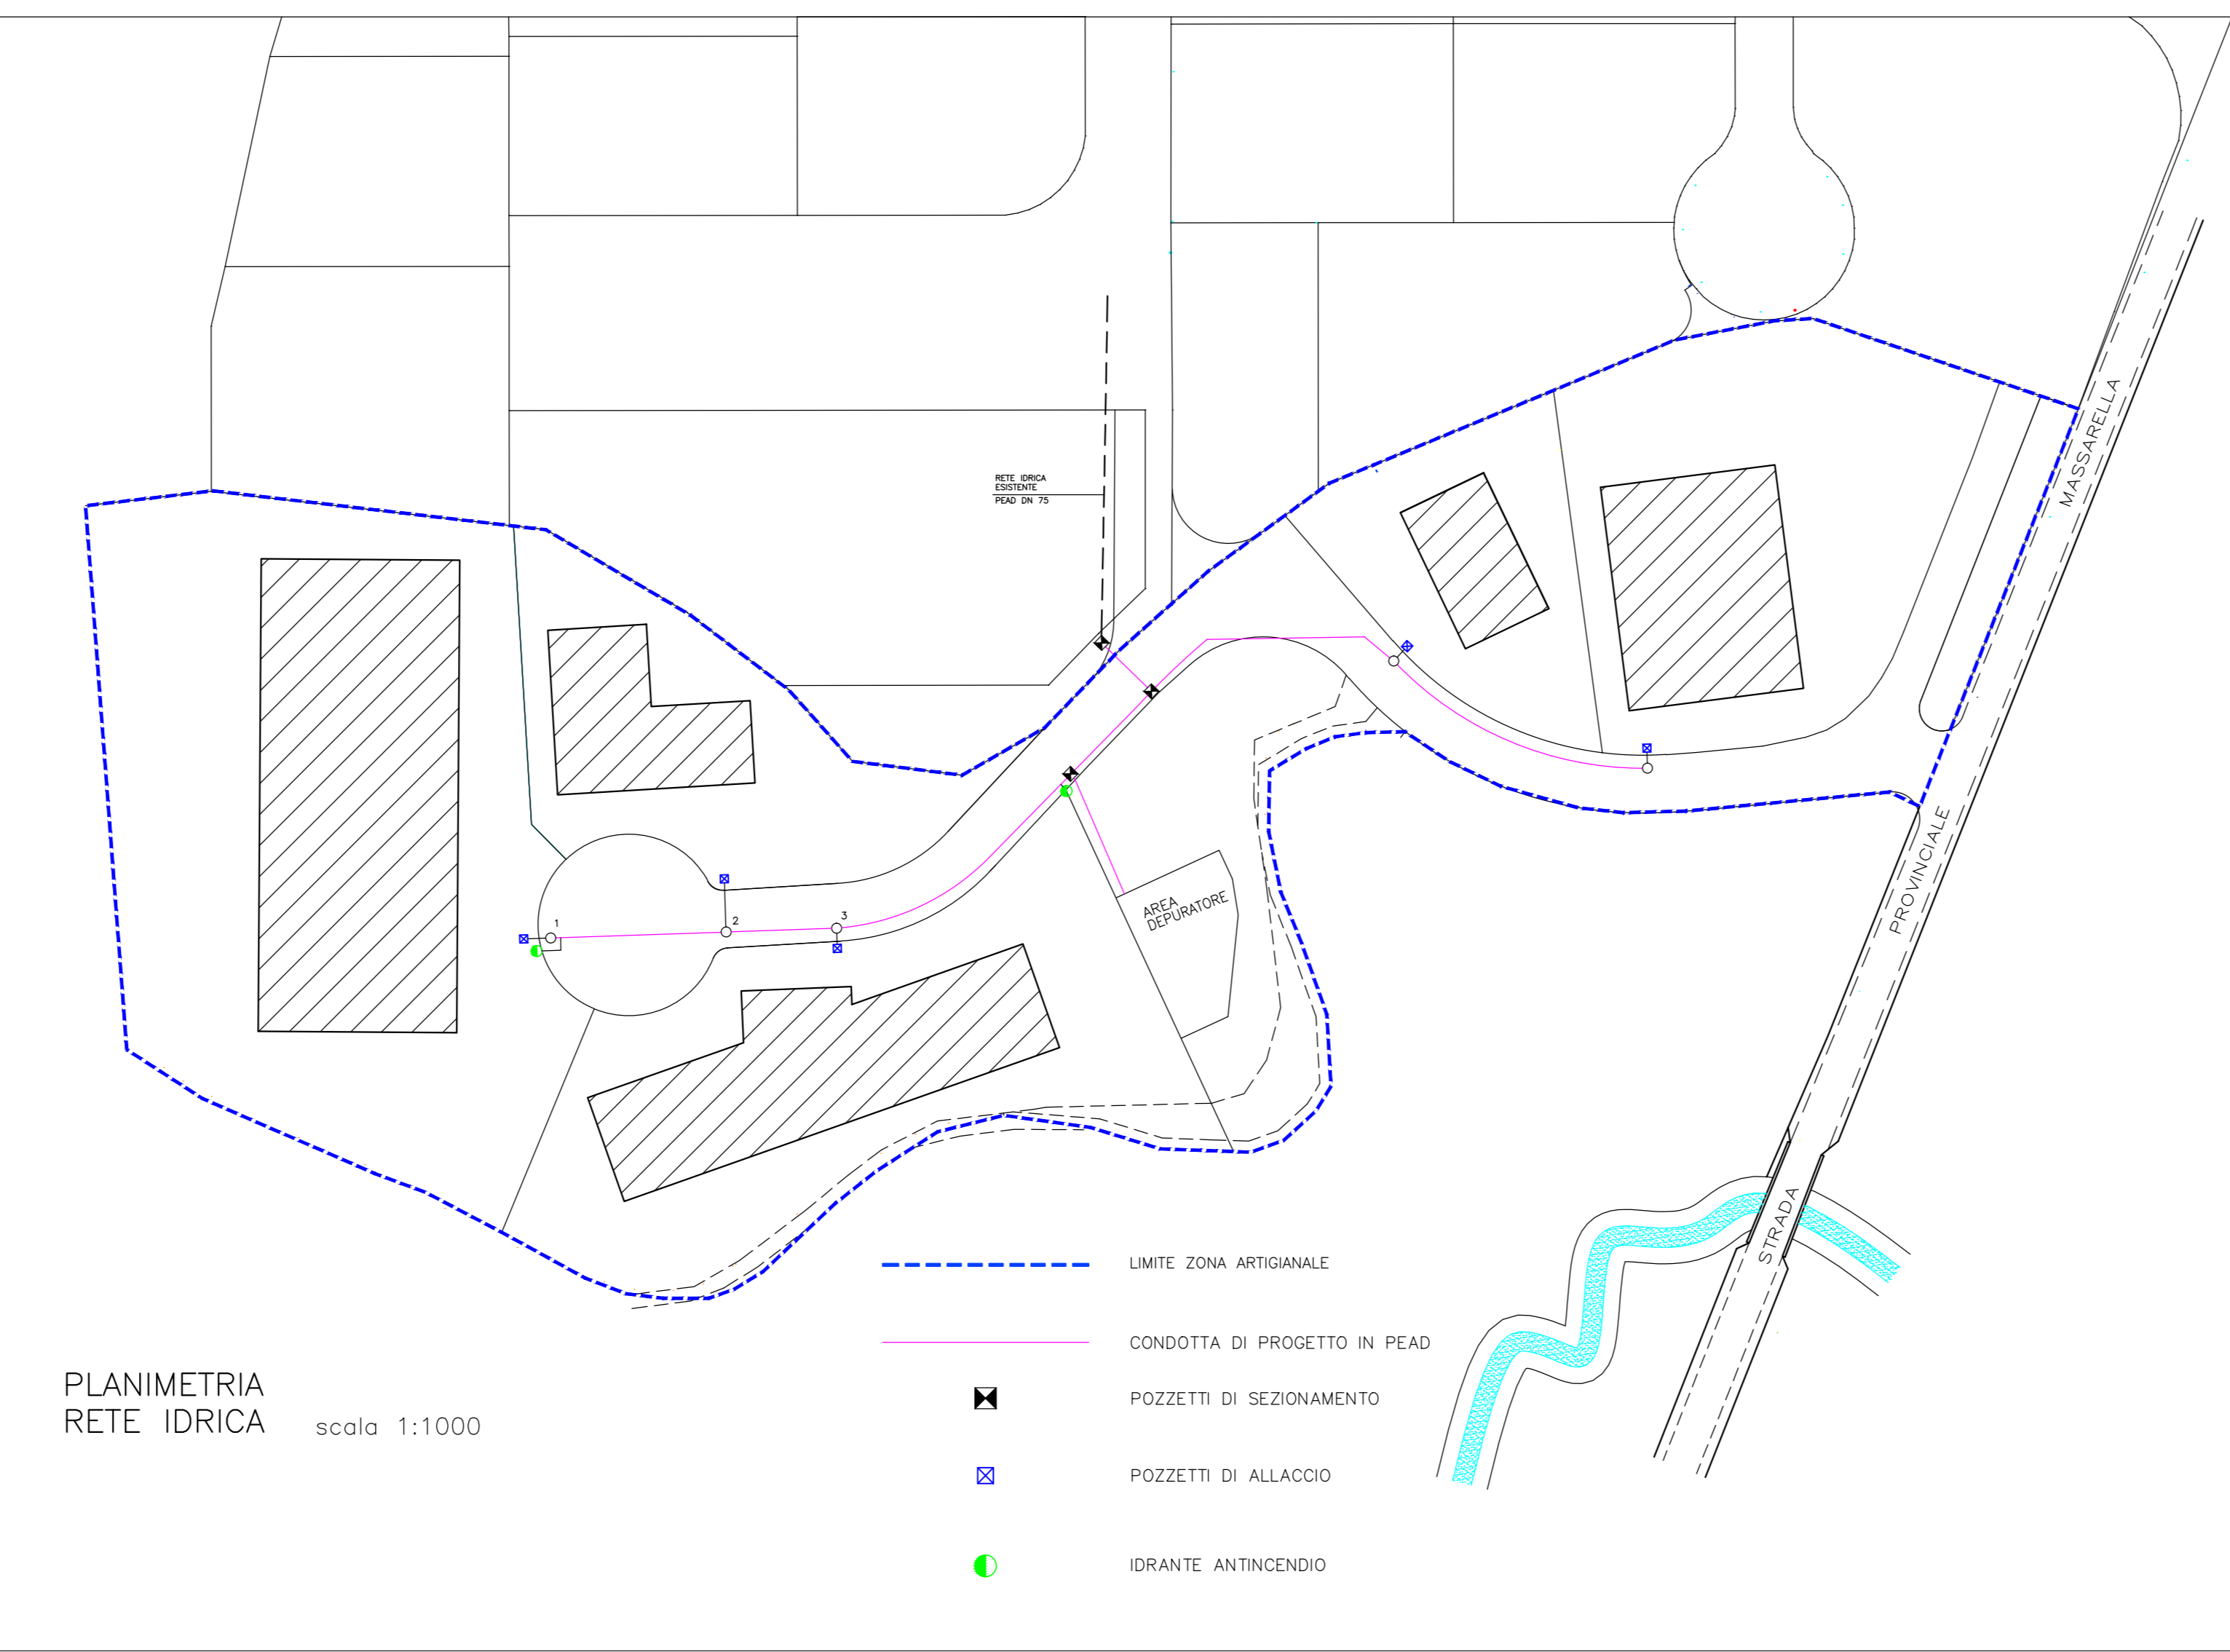 RETE IDRICA
ESISTENTE
PEAD DN 75
MASSARELLA
PROVINCIALE
STRADA
AREA
DEPURATORE
1
2
3
LIMITE ZONA ARTIGIANALE
CONDOTTA DI PROGETTO IN PEAD
POZZETTI DI SEZIONAMENTO
POZZETTI DI ALLACCIO
IDRANTE ANTINCENDIO
PLANIMETRIA
RETE IDRICA scala 1:1000